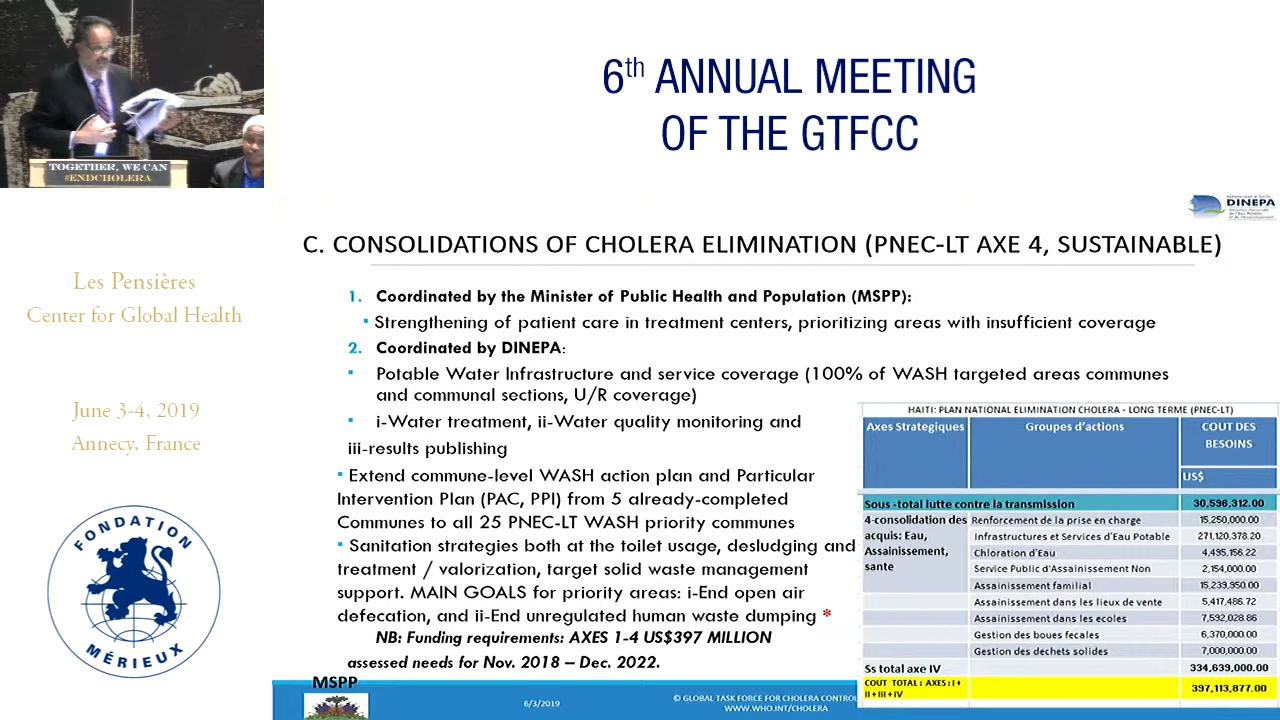 6th ANNUAL MEETING
OF THE GTFCC
TOGETHER, WE CAN
#ENDCHOLERA
Les Pensières
Center for Global Health
June 3-4, 2019
Annecy, France
FONDATION
MÉRIEUX
DINEPA
C. CONSOLIDATIONS OF CHOLERA ELIMINATION (PNEC-LT AXE 4, SUSTAINABLE)
1. Coordinated by the Minister of Public Health and Population (MSPP):
▪ Strengthening of patient care in treatment centers, prioritizing areas with insufficient coverage
2. Coordinated by DINEPA:
▪ Potable Water Infrastructure and service coverage (100% of WASH targeted areas communes
and communal sections, U/R coverage)
▪ i-Water treatment, ii-Water quality monitoring and
iii-results publishing
▪ Extend commune-level WASH action plan and Particular
Intervention Plan (PAC, PPI) from 5 already-completed
Communes to all 25 PNEC-LT WASH priority communes
▪ Sanitation strategies both at the toilet usage, desludging and
treatment / valorization, target solid waste management
support. MAIN GOALS for priority areas: i-End open air
defecation, and ii-End unregulated human waste dumping *
NB: Funding requirements: AXES 1-4 US$397 MILLION
assessed needs for Nov. 2018 – Dec. 2022.
HAITI: PLAN NATIONAL ELIMINATION CHOLERA - LONG TERME (PNEC-LT)
Axes Strategiques Groupes d'actions COUT DES
BESOINS
US$
Sous -total lutte contre la transmission 30,596,312.00
4-consolidation des Renforcement de la prise en charge 15,250,000.00
acquis: Eau, Infrastructures et Services d'Eau Potable 271,120,378.20
Assainissement, Chloration d'Eau 4,495,156.22
sante Service Public d'Assainissement Non 2,154,000.00
Assainissement familial 15,239,950.00
Assainissement dans les lieux de vente 5,417,486.72
Assainissement dans les ecoles 7,592,028.86
Gestion des boues fecales 6,370,000.00
Gestion des dechets solides 7,000,000.00
Ss total axe IV 334,639,000.00
COUT TOTAL : AXES : I +
II + III + IV 397,113,877.00
MSPP
6/3/2019
© GLOBAL TASK FORCE FOR CHOLERA CONTROL
WWW.WHO.INT/CHOLERA